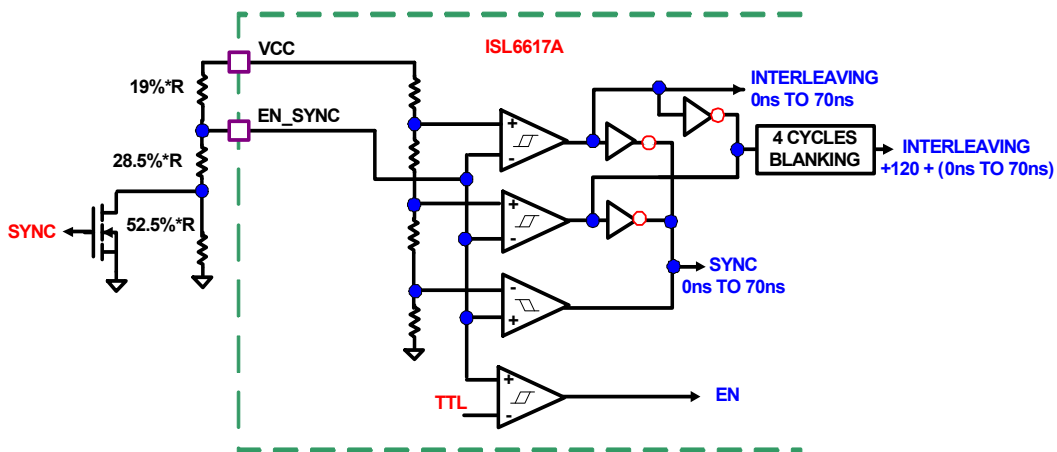 VCC
ISL6617A
19%*R
EN_SYNC
28.5%*R
52.5%*R
SYNC
+
-
+
-
-
+
+
-
TTL
INTERLEAVING
0ns TO 70ns
4 CYCLES
BLANKING
INTERLEAVING
+120 + (0ns TO 70ns)
SYNC
0ns TO 70ns
EN